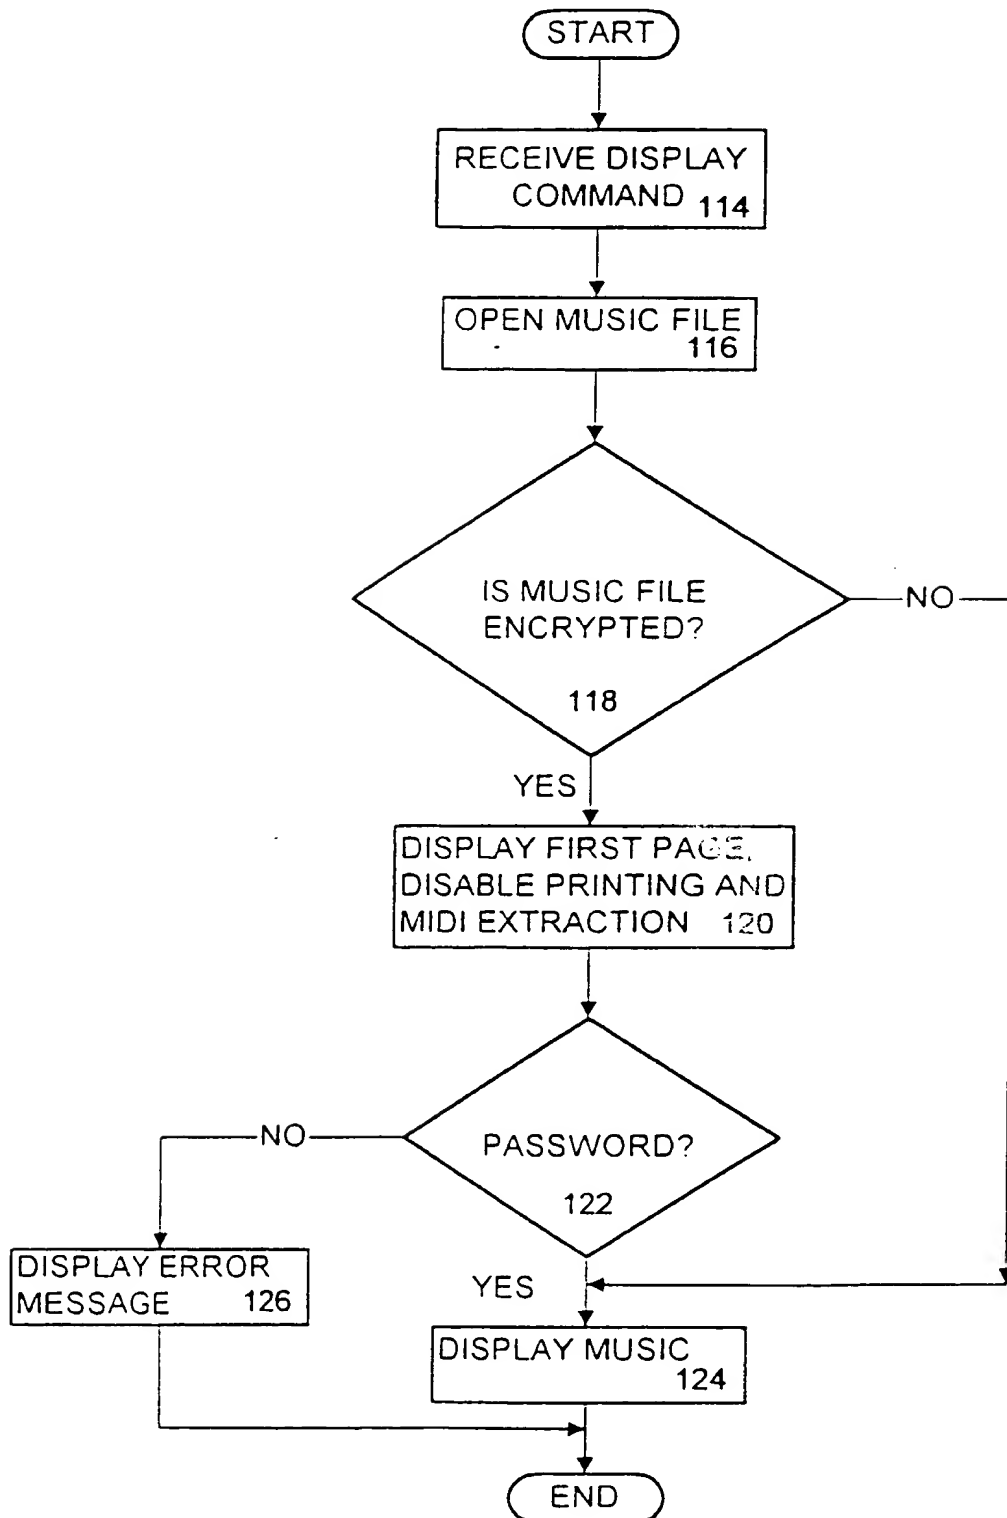 START
RECEIVE DISPLAY
COMMAND 114
OPEN MUSIC FILE
116
IS MUSIC FILE
ENCRYPTED?
118
NO
YES
DISPLAY FIRST PAGE,
DISABLE PRINTING AND
MIDI EXTRACTION 120
NO
PASSWORD?
122
YES
DISPLAY ERROR
MESSAGE 126
DISPLAY MUSIC
124
END